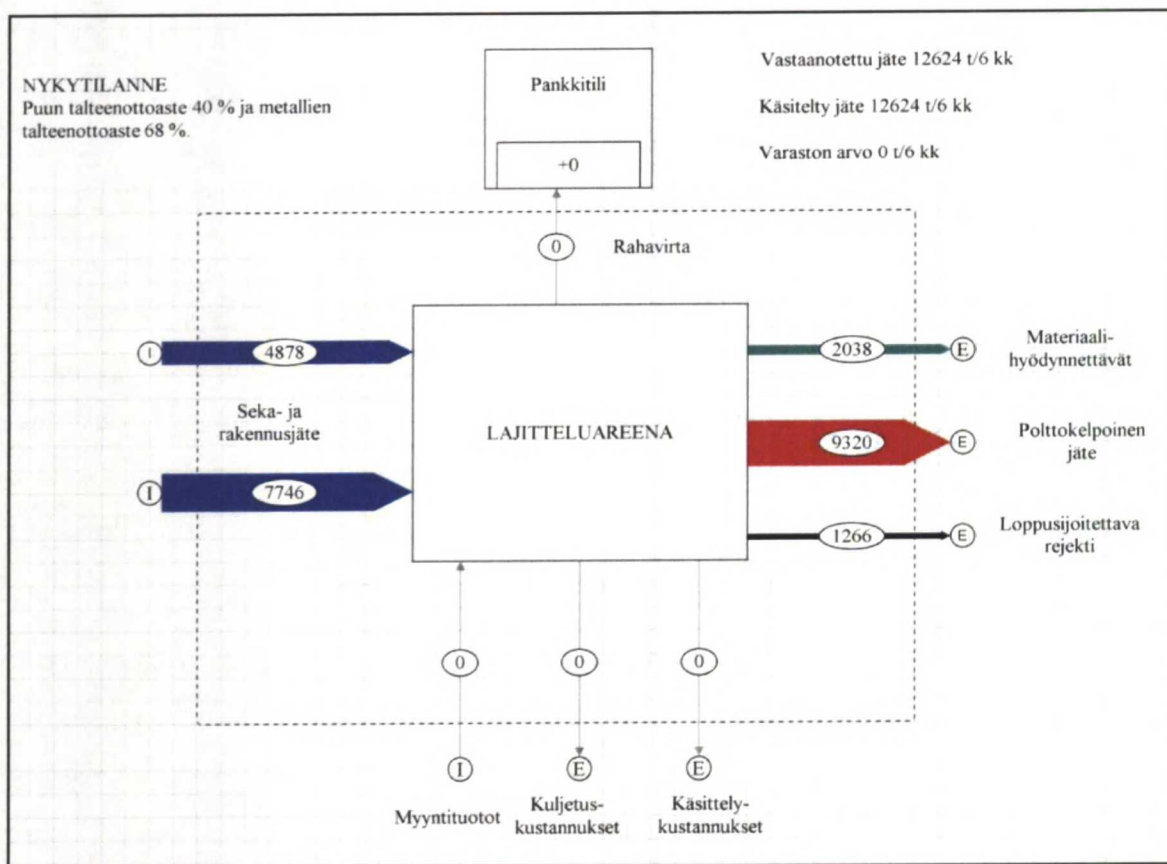 NYKYTILANNE
Puun talteenottoaste 40 % ja metallien
talteenottoaste 68 %.
Pankkitili
+0
Vastaanotettu jäte 12624 t/6 kk
Käsitelty jäte 12624 t/6 kk
Varaston arvo 0 t/6 kk
0
Rahavirta
I
4878
Seka- ja
rakennusjäte
I
7746
LAJITTELUAREENA
2038
E
Materiaali-
hyödynnettävät
9320
E
Polttokelpoinen
jäte
1266
E
Loppusijoitettava
rejekti
0
0
0
I
E
E
Myyntituotot
Kuljetus-
kustannukset
Käsittely-
kustannukset